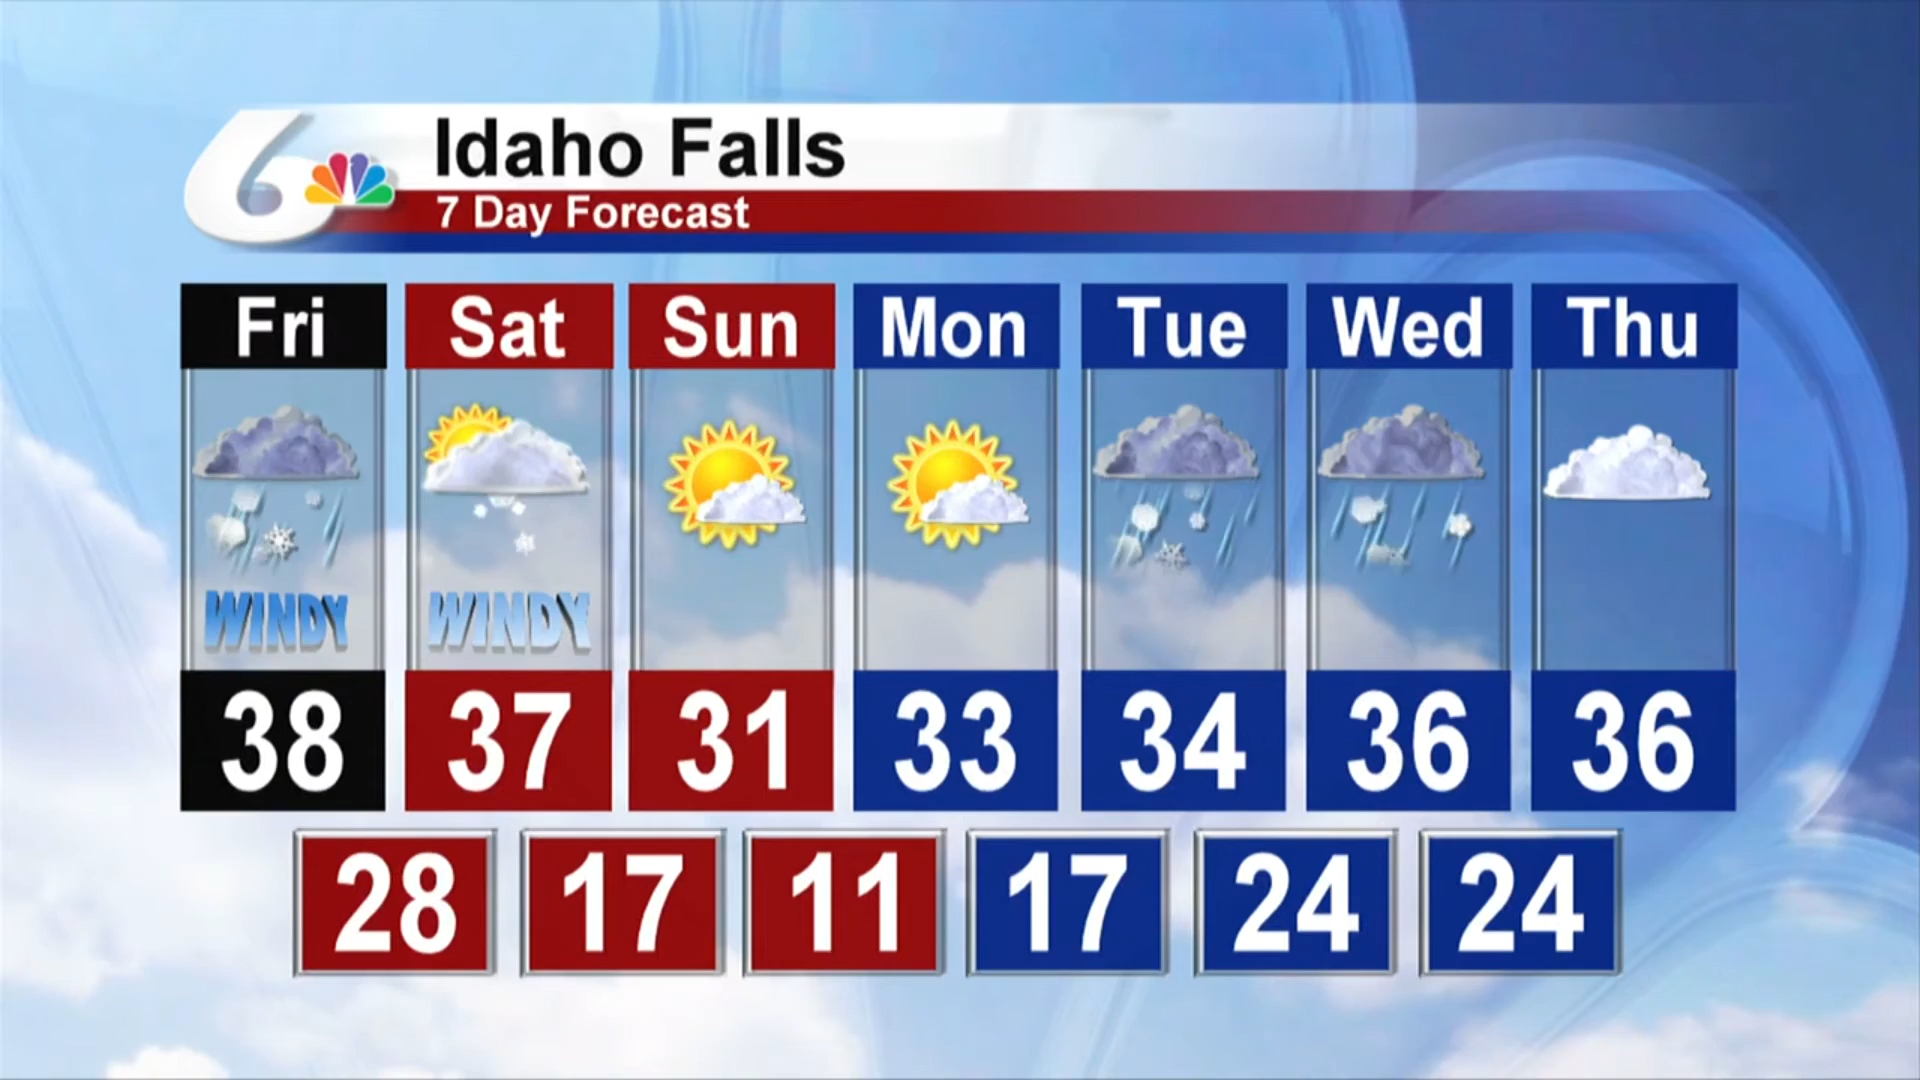 6
Idaho Falls
7 Day Forecast
Fri Sat Sun Mon Tue Wed Thu
WINDY WINDY
38 37 31 33 34 36 36
28 17 11 17 24 24